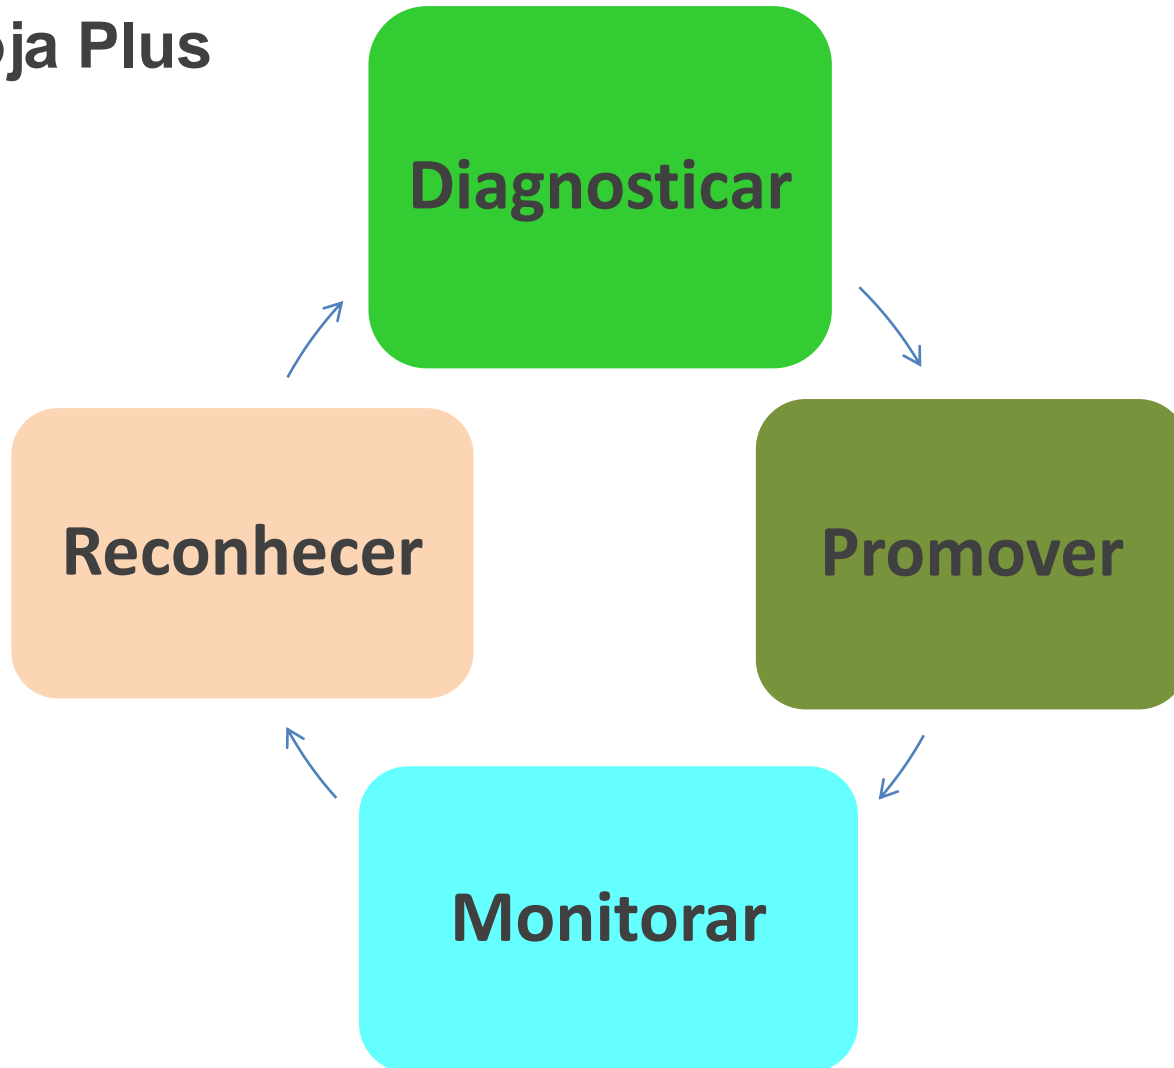 ja Plus
Diagnosticar
Reconhecer
Promover
Monitorar